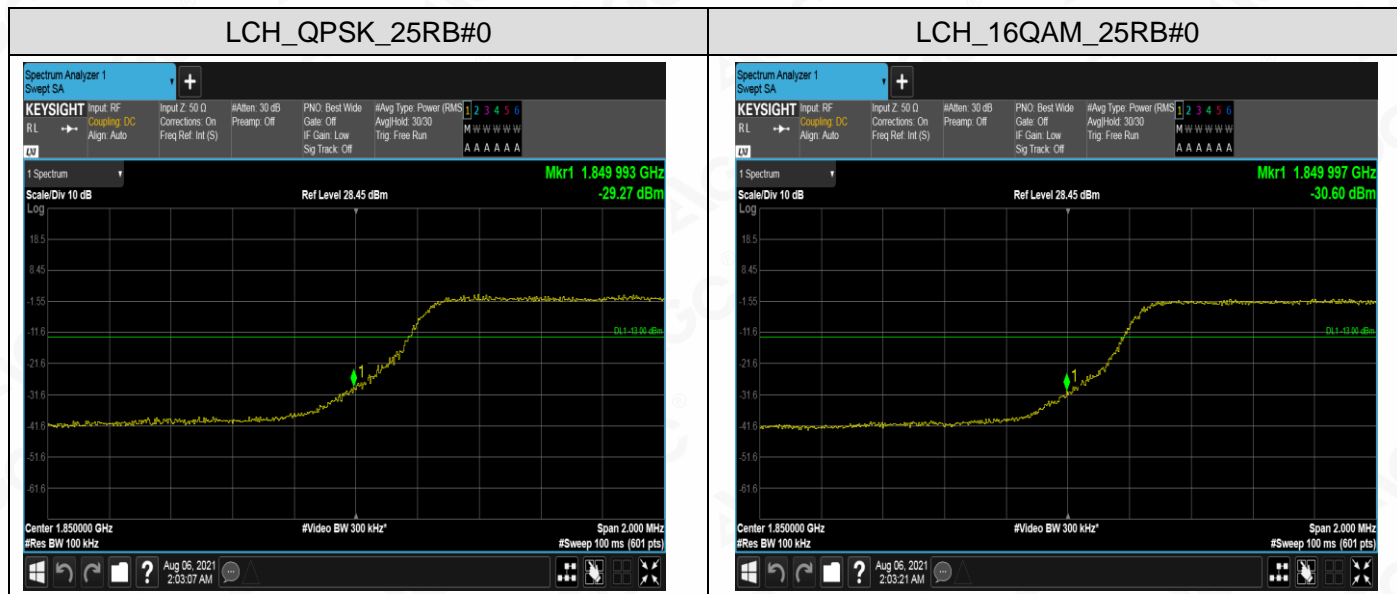 LCH_QPSK_25RB#0
LCH_16QAM_25RB#0
Spectrum Analyzer 1
Swept SA
+
KEYSIGHT
RL
LXI
Input: RF
Coupling: DC
Align: Auto
Input Z: 50 Ω
Corrections: On
Freq Ref: Int (S)
#Atten: 30 dB
Preamp: Off
PNO: Best Wide
Gate: Off
IF Gain: Low
Sig Track: Off
#Avg Type: Power (RMS
Avg|Hold: 30/30
Trig: Free Run
1 2 3 4 5 6
M W W W W W
A A A A A A
1 Spectrum
Mkr1 1.849 993 GHz
Scale/Div 10 dB
Ref Level 28.45 dBm
-29.27 dBm
Log
18.5
8.45
-1.55
-11.6
DL1 -13.00 dBm
-21.6
1
-31.6
-41.6
-51.6
-61.6
Center 1.850000 GHz
#Video BW 300 kHz*
Span 2.000 MHz
#Res BW 100 kHz
#Sweep 100 ms (601 pts)
?
Aug 06, 2021
2:03:07 AM
Spectrum Analyzer 1
Swept SA
+
KEYSIGHT
RL
LXI
Input: RF
Coupling: DC
Align: Auto
Input Z: 50 Ω
Corrections: On
Freq Ref: Int (S)
#Atten: 30 dB
Preamp: Off
PNO: Best Wide
Gate: Off
IF Gain: Low
Sig Track: Off
#Avg Type: Power (RMS
Avg|Hold: 30/30
Trig: Free Run
1 2 3 4 5 6
M W W W W W
A A A A A A
1 Spectrum
Mkr1 1.849 997 GHz
Scale/Div 10 dB
Ref Level 28.45 dBm
-30.60 dBm
Log
18.5
8.45
-1.55
-11.6
DL1 -13.00 dBm
-21.6
1
-31.6
-41.6
-51.6
-61.6
Center 1.850000 GHz
#Video BW 300 kHz*
Span 2.000 MHz
#Res BW 100 kHz
#Sweep 100 ms (601 pts)
?
Aug 06, 2021
2:03:21 AM